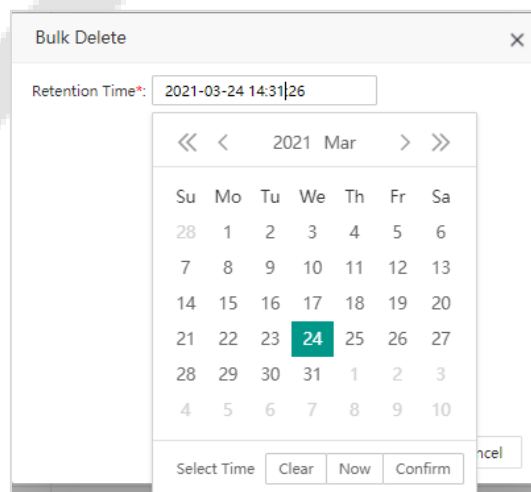 Bulk Delete
Retention Time*: 2021-03-24 14:31:26
2021 Mar
Su Mo Tu We Th Fr Sa
28 1 2 3 4 5 6
7 8 9 10 11 12 13
14 15 16 17 18 19 20
21 22 23 24 25 26 27
28 29 30 31 1 2 3
4 5 6 7 8 9 10
Select Time Clear Now Confirm ncel